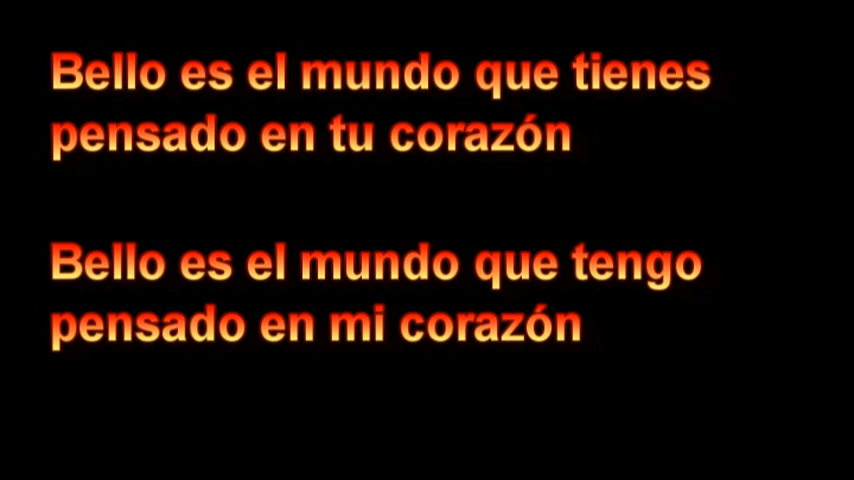 Bello es el mundo que tienes
pensado en tu corazón
Bello es el mundo que tengo
pensado en mi corazón